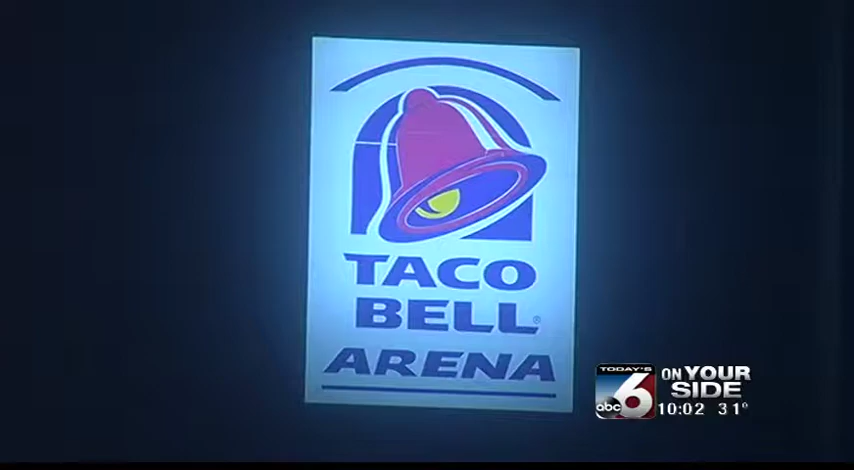 TACO
BELL®
ARENA
TODAY'S
abc 6
ON YOUR
SIDE
10:02 31°